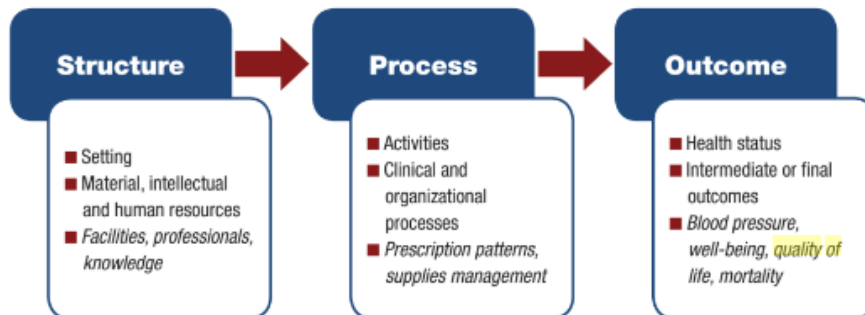 Structure
Setting
Material, intellectual
and human resources
Facilities, professionals,
knowledge
Process
Activities
Clinical and
organizational
processes
Prescription patterns,
supplies management
Outcome
Health status
Intermediate or final
outcomes
Blood pressure,
well-being, quality of
life, mortality